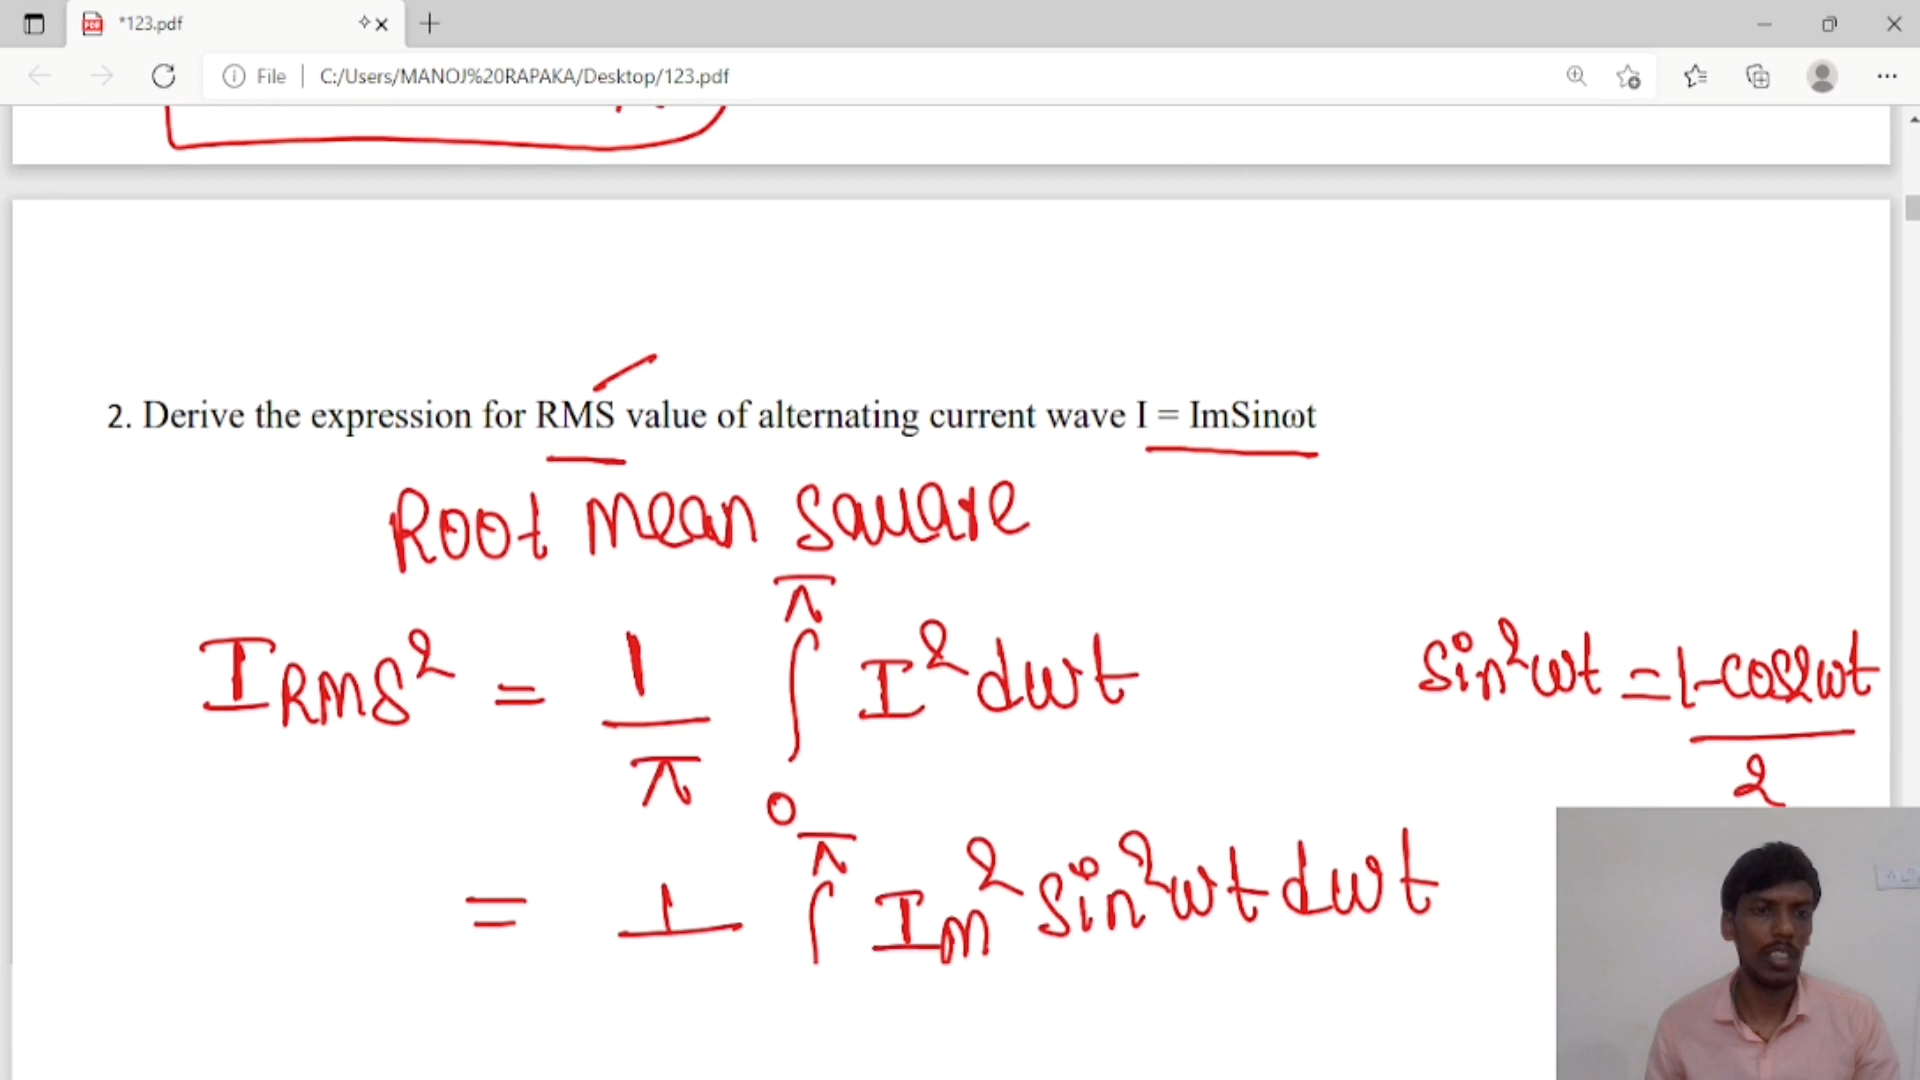 *123.pdf
File C:/Users/MANOJ%20RAPAKA/Desktop/123.pdf
2. Derive the expression for RMS value of alternating current wave I = ImSinωt
Root mean square
I RMS² = 1/π ∫₀^π I² dωt
sin²ωt = 1-cos2ωt / 2
= 1 ∫^π Im² sin²ωt dωt